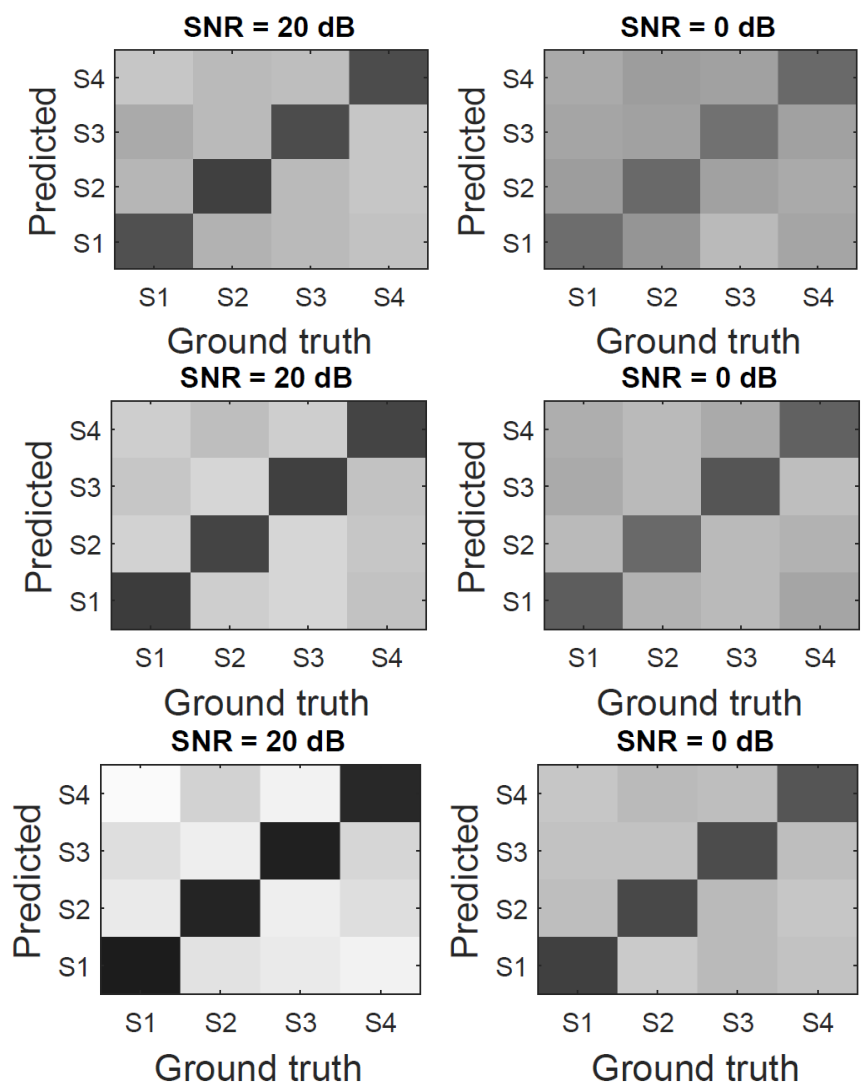 SNR = 20 dB
Predicted
S4
S3
S2
S1
S1 S2 S3 S4
Ground truth
SNR = 0 dB
Predicted
S4
S3
S2
S1
S1 S2 S3 S4
Ground truth
SNR = 20 dB
Predicted
S4
S3
S2
S1
S1 S2 S3 S4
Ground truth
SNR = 0 dB
Predicted
S4
S3
S2
S1
S1 S2 S3 S4
Ground truth
SNR = 20 dB
Predicted
S4
S3
S2
S1
S1 S2 S3 S4
Ground truth
SNR = 0 dB
Predicted
S4
S3
S2
S1
S1 S2 S3 S4
Ground truth